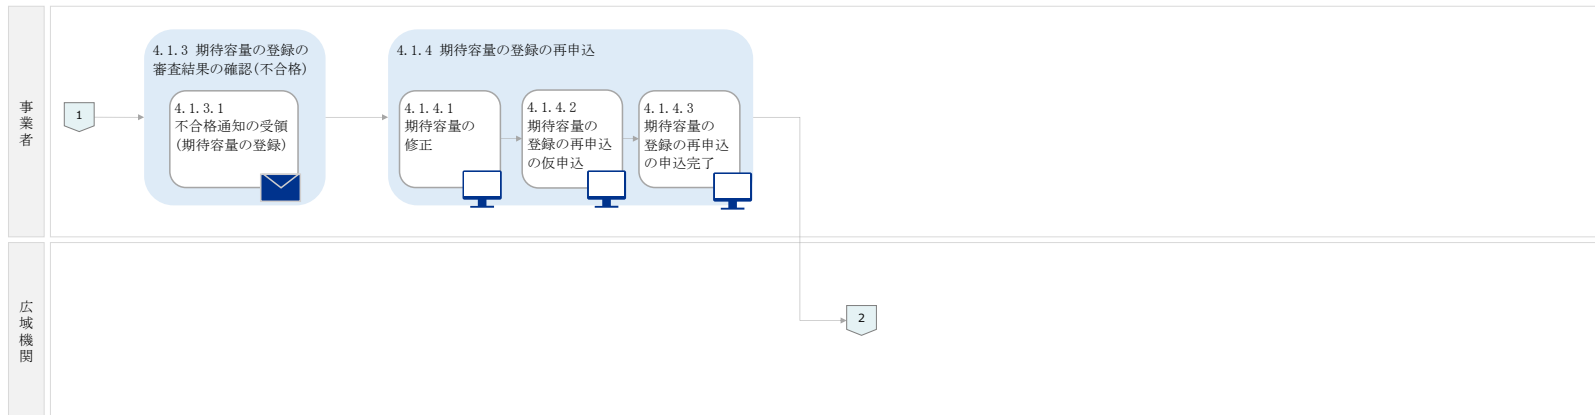 事業者
1
4.1.3 期待容量の登録の
審査結果の確認(不合格)
4.1.3.1
不合格通知の受領
(期待容量の登録)
4.1.4 期待容量の登録の再申込
4.1.4.1
期待容量の
修正
4.1.4.2
期待容量の
登録の再申込
の仮申込
4.1.4.3
期待容量の
登録の再申込
の申込完了
広域機関
2